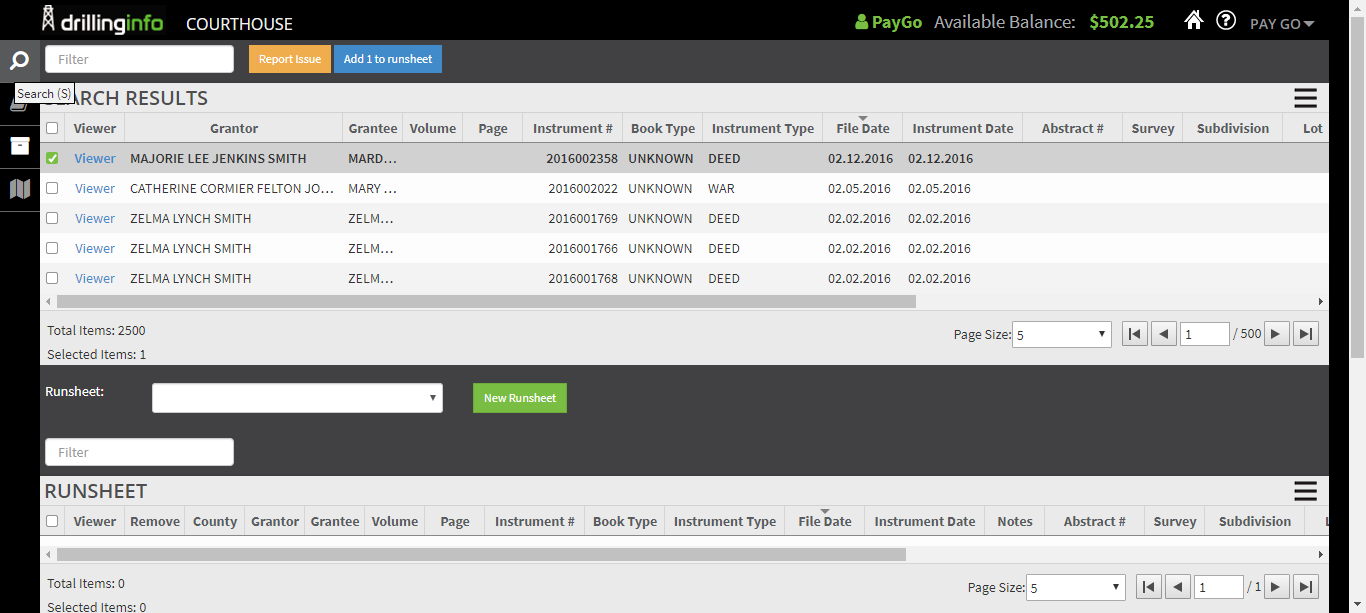 drillinginfo COURTHOUSE PayGo Available Balance: $502.25 PAY GO
Filter Report Issue Add 1 to runsheet
Search (S)
ARCH RESULTS
Viewer Grantor Grantee Volume Page Instrument # Book Type Instrument Type File Date Instrument Date Abstract # Survey Subdivision Lot
Viewer MAJORIE LEE JENKINS SMITH MARD... 2016002358 UNKNOWN DEED 02.12.2016 02.12.2016
Viewer CATHERINE CORMIER FELTON JO... MARY ... 2016002022 UNKNOWN WAR 02.05.2016 02.05.2016
Viewer ZELMA LYNCH SMITH ZELM... 2016001769 UNKNOWN DEED 02.02.2016 02.02.2016
Viewer ZELMA LYNCH SMITH ZELM... 2016001766 UNKNOWN DEED 02.02.2016 02.02.2016
Viewer ZELMA LYNCH SMITH ZELM... 2016001768 UNKNOWN DEED 02.02.2016 02.02.2016
Total Items: 2500
Page Size: 5 1 / 500
Selected Items: 1
Runsheet: New Runsheet
Filter
RUNSHEET
Viewer Remove County Grantor Grantee Volume Page Instrument # Book Type Instrument Type File Date Instrument Date Notes Abstract # Survey Subdivision
Total Items: 0
Page Size: 5 1 / 1
Selected Items: 0